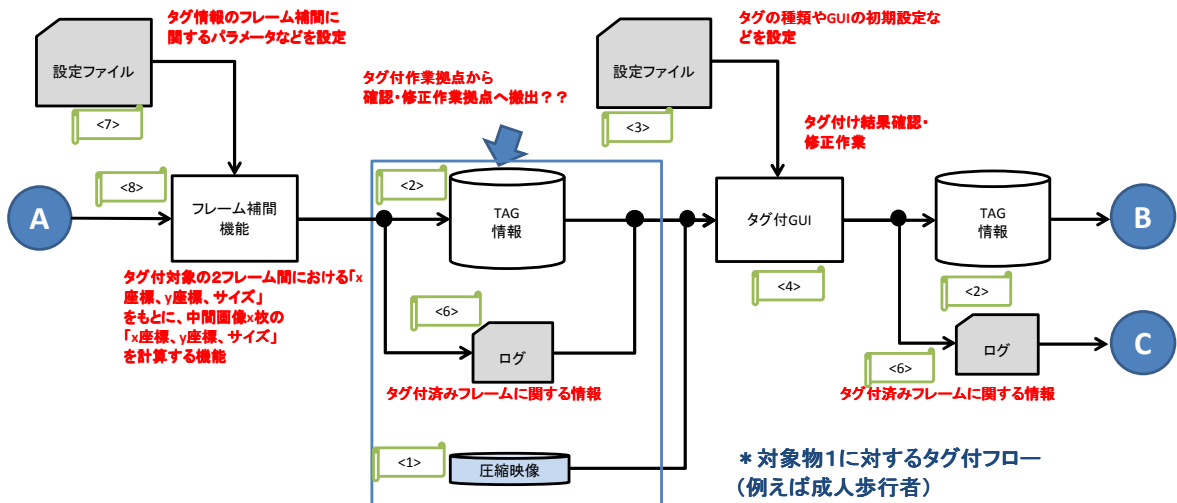 タグ情報のフレーム補間に
関するパラメータなどを設定
設定ファイル
<7>
タグ付作業拠点から
確認・修正作業拠点へ搬出??
タグの種類やGUIの初期設定な
どを設定
設定ファイル
<3>
タグ付け結果確認・
修正作業
A
<8>
フレーム補間
機能
<2>
TAG
情報
タグ付GUI
<4>
TAG
情報
<2>
B
タグ付対象の2フレーム間における「x
座標、y座標、サイズ」
をもとに、中間画像x枚の
「x座標、y座標、サイズ」
を計算する機能
<6>
ログ
タグ付済みフレームに関する情報
<6>
ログ
C
タグ付済みフレームに関する情報
<1>
圧縮映像
*対象物1に対するタグ付フロー
(例えば成人歩行者)